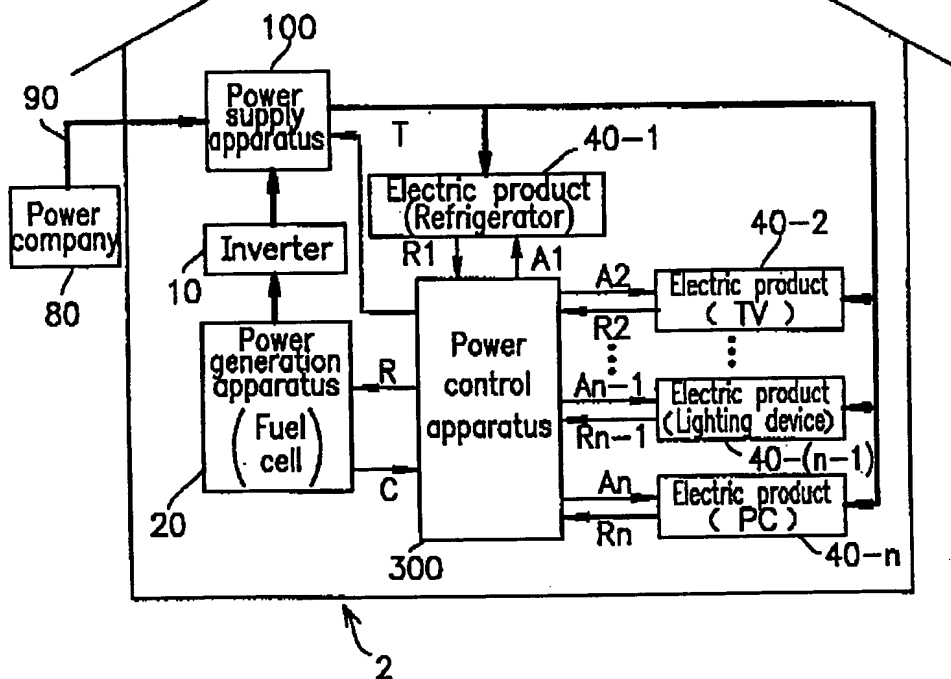 100
90
Power
supply
apparatus
T
40-1
Electric product
(Refrigerator)
Power
company
80
10
Inverter
R1
A1
40-2
A2
Electric product
( TV )
R2
Power
generation
apparatus
(Fuel
cell)
20
R
C
Power
control
apparatus
300
An-1
Electric product
(Lighting device)
Rn-1
40-(n-1)
An
Electric product
( PC )
Rn
40-n
2